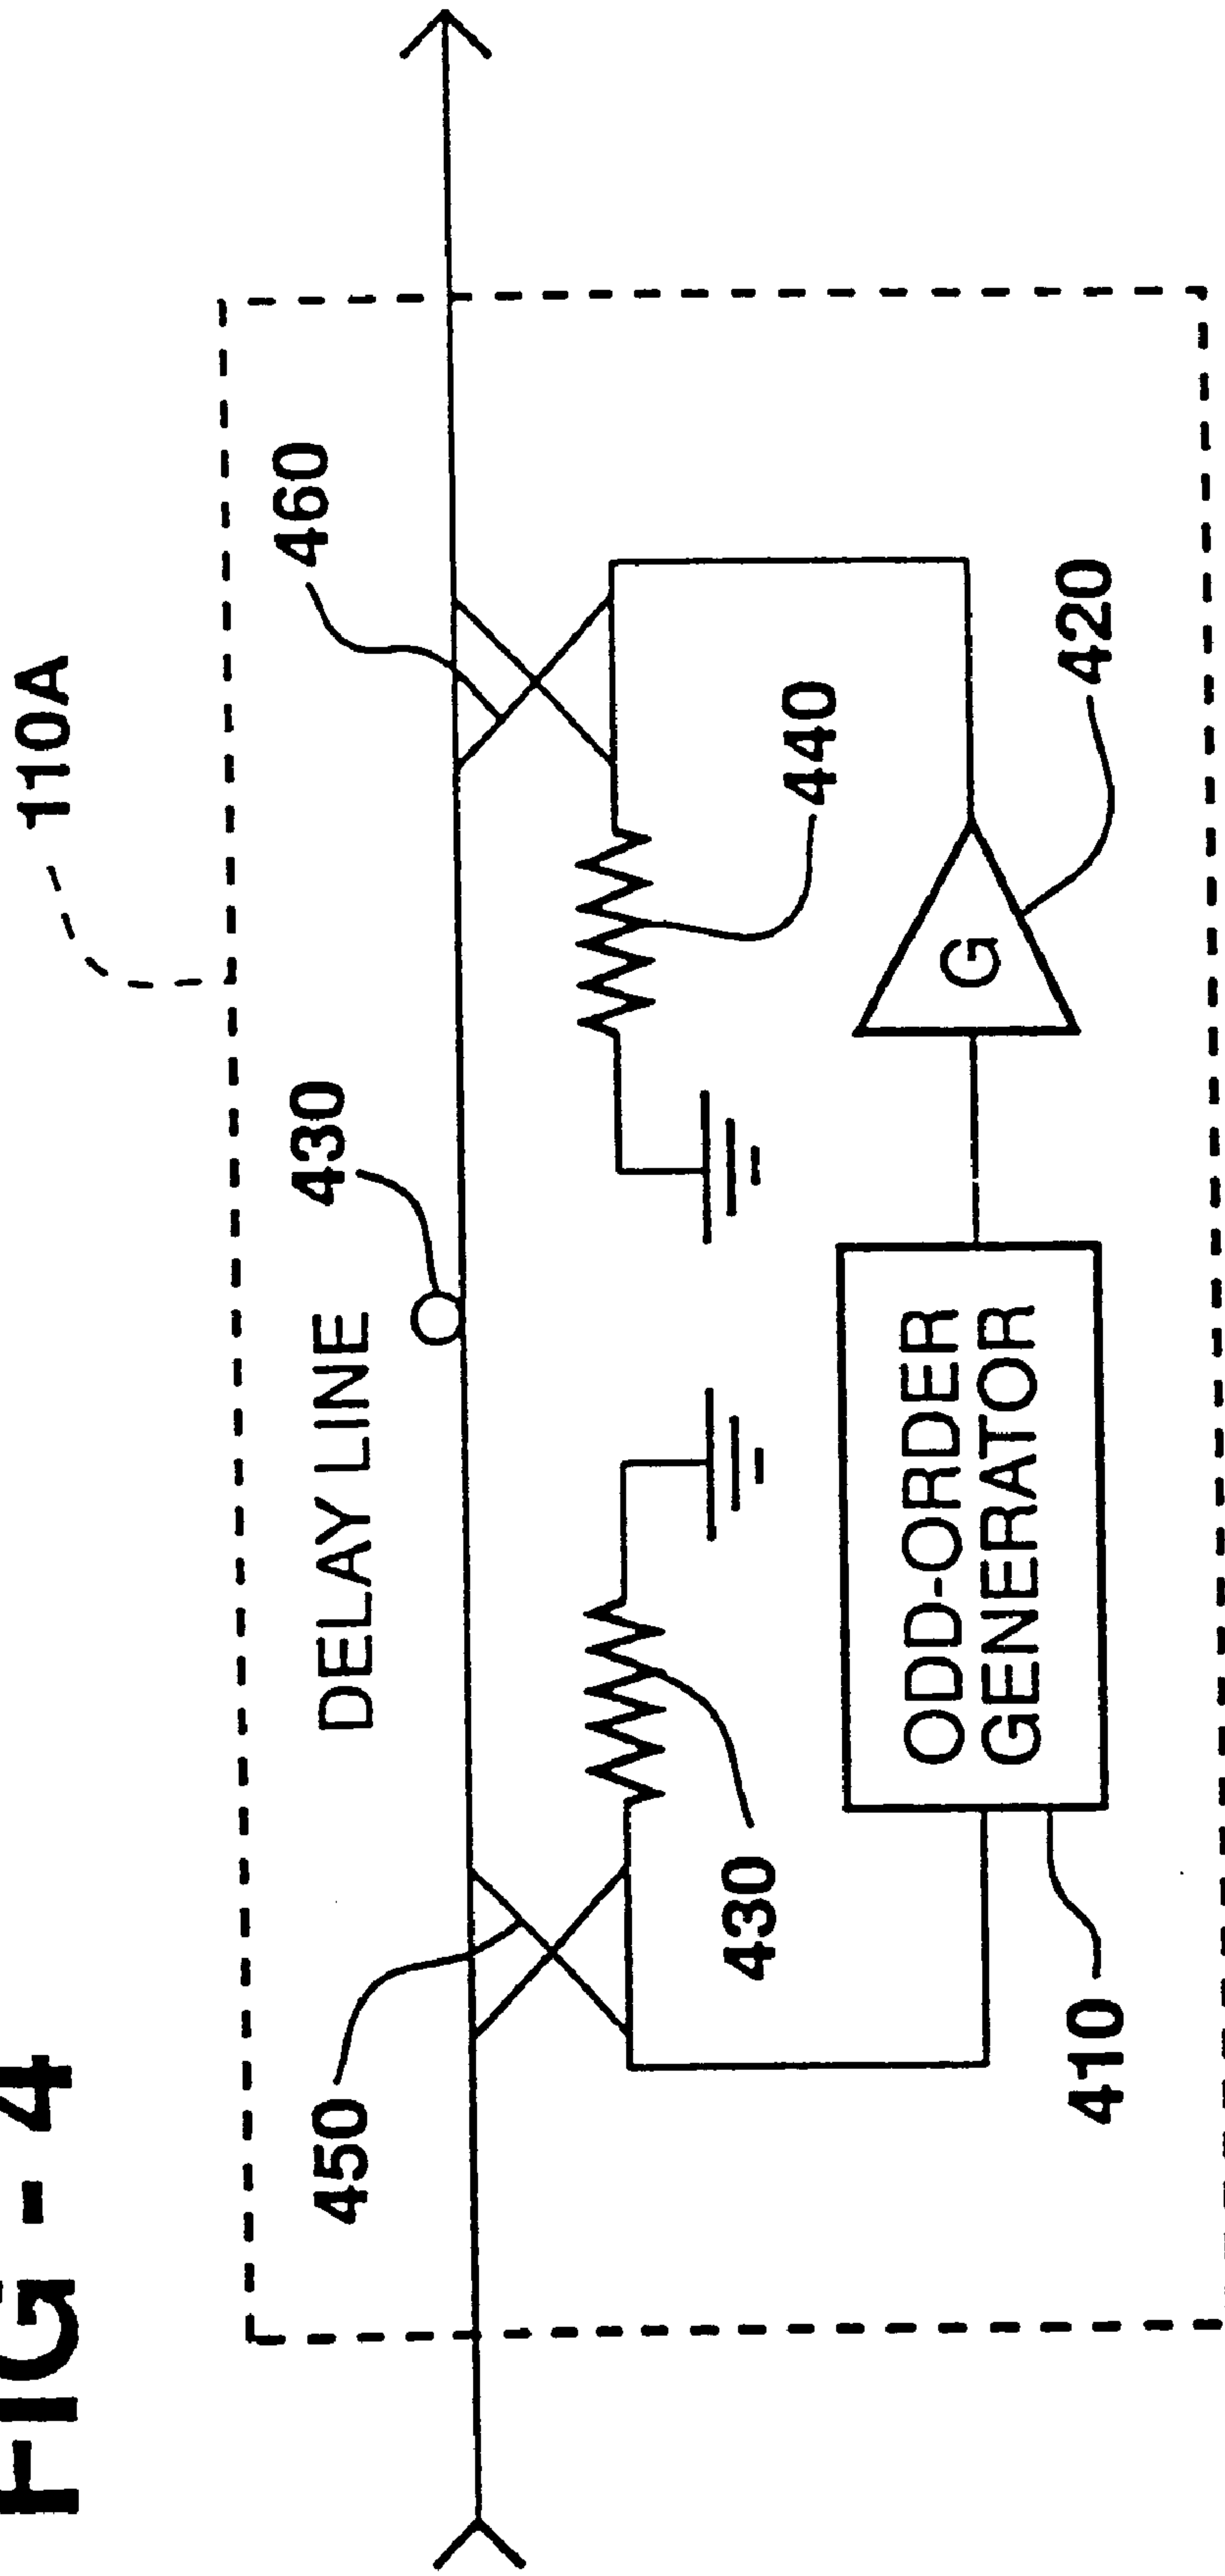 FIG - 4
110A
450
DELAY LINE
430
460
430
440
410
ODD-ORDER
GENERATOR
G
420